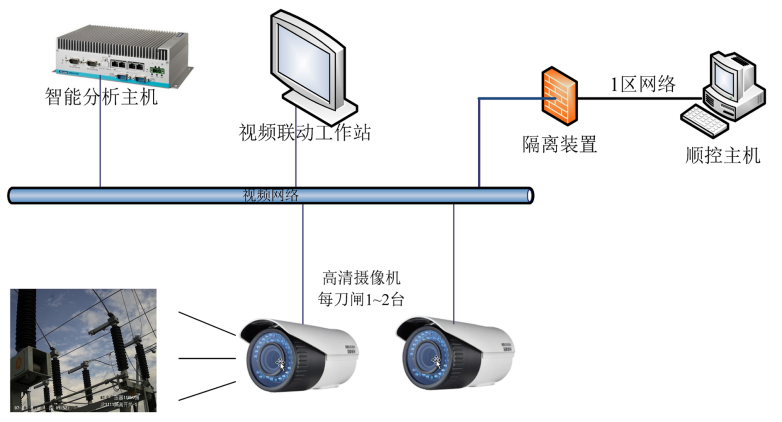 智能分析主机
视频联动工作站
1区网络
隔离装置
顺控主机
视频网络
高清摄像机
每刀闸1~2台